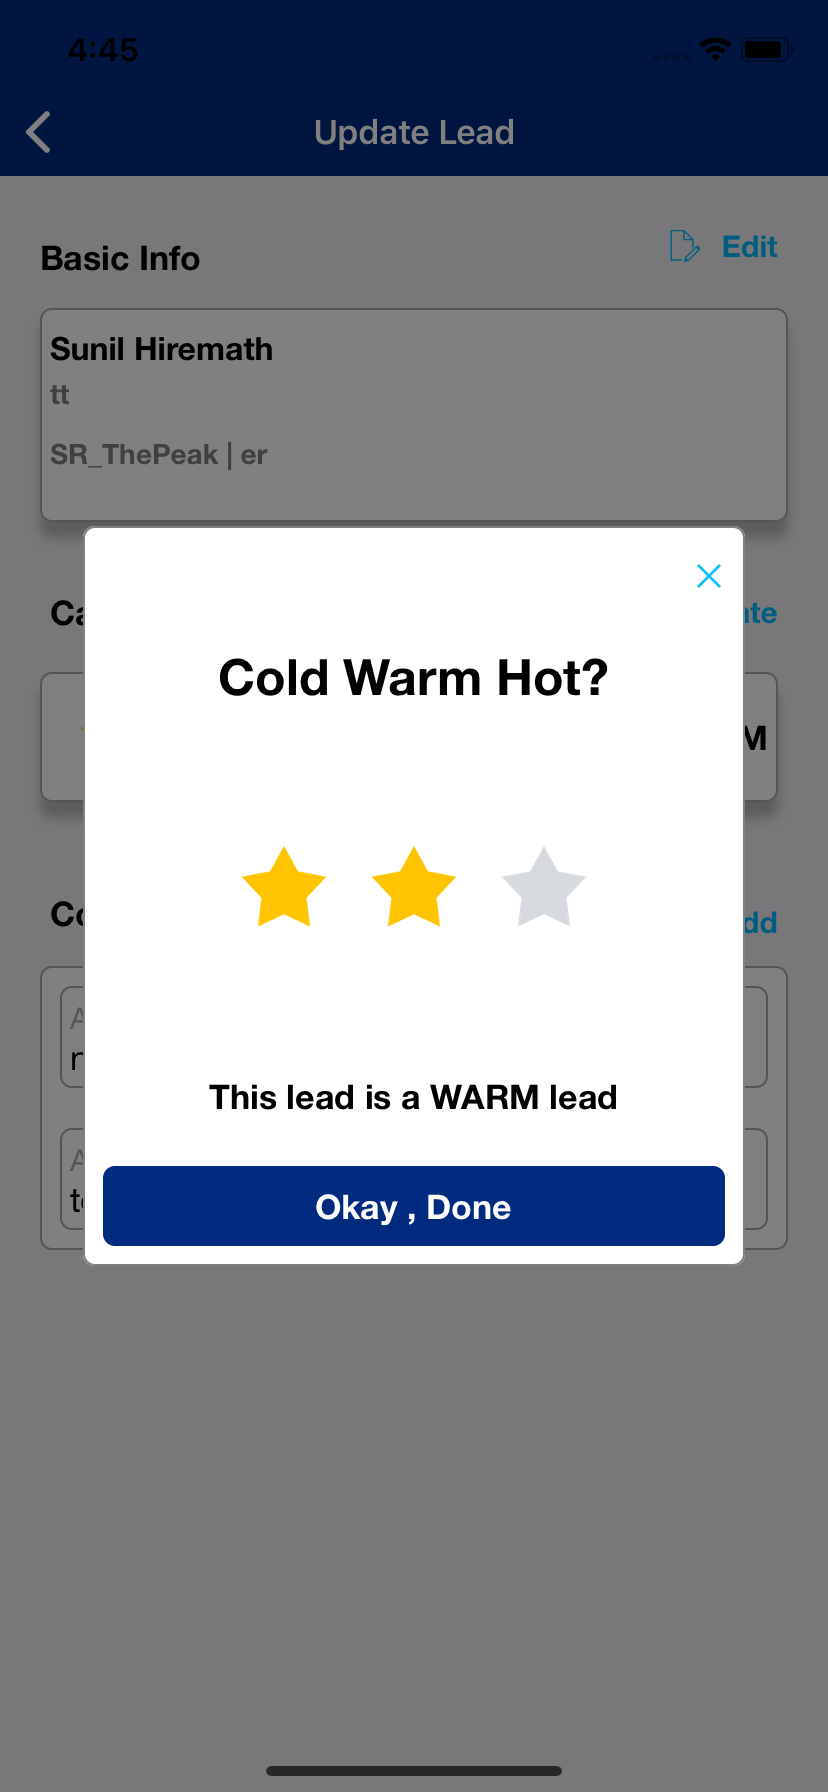 4:45
Update Lead
Basic Info
Edit
Sunil Hiremath
tt
SR_ThePeak | er
Cold Warm Hot?
This lead is a WARM lead
Okay , Done